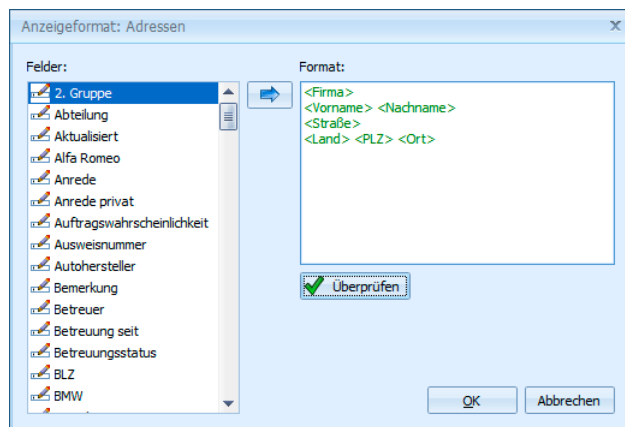 Anzeigeformat: Adressen
Felder:
2. Gruppe
Abteilung
Aktualisiert
Alfa Romeo
Anrede
Anrede privat
Auftragswahrscheinlichkeit
Ausweisnummer
Autohersteller
Bemerkung
Betreuer
Betreuung seit
Betreuungsstatus
BLZ
BMW
Format:
<Firma>
<Vorname> <Nachname>
<Straße>
<Land> <PLZ> <Ort>
Überprüfen
OK
Abbrechen